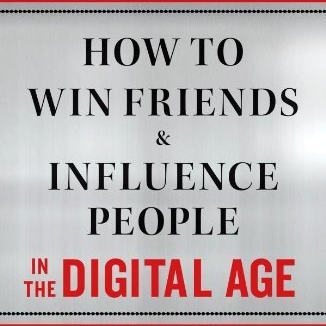 HOW TO
WIN FRIENDS
&
INFLUENCE
PEOPLE
IN
THE DIGITAL AGE